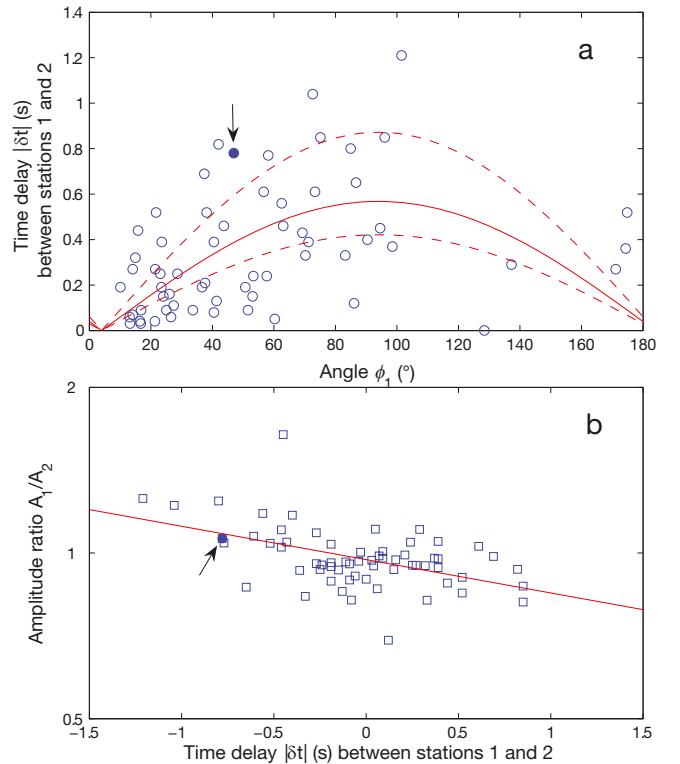 a
Time delay |δt| (s)
between stations 1 and 2
1.4
1.2
1
0.8
0.6
0.4
0.2
0
0 20 40 60 80 100 120 140 160 180
Angle ϕ₁ (°)
b
Amplitude ratio A₁/A₂
2
1
0.5
−1.5 −1 −0.5 0 0.5 1 1.5
Time delay |δt| (s) between stations 1 and 2